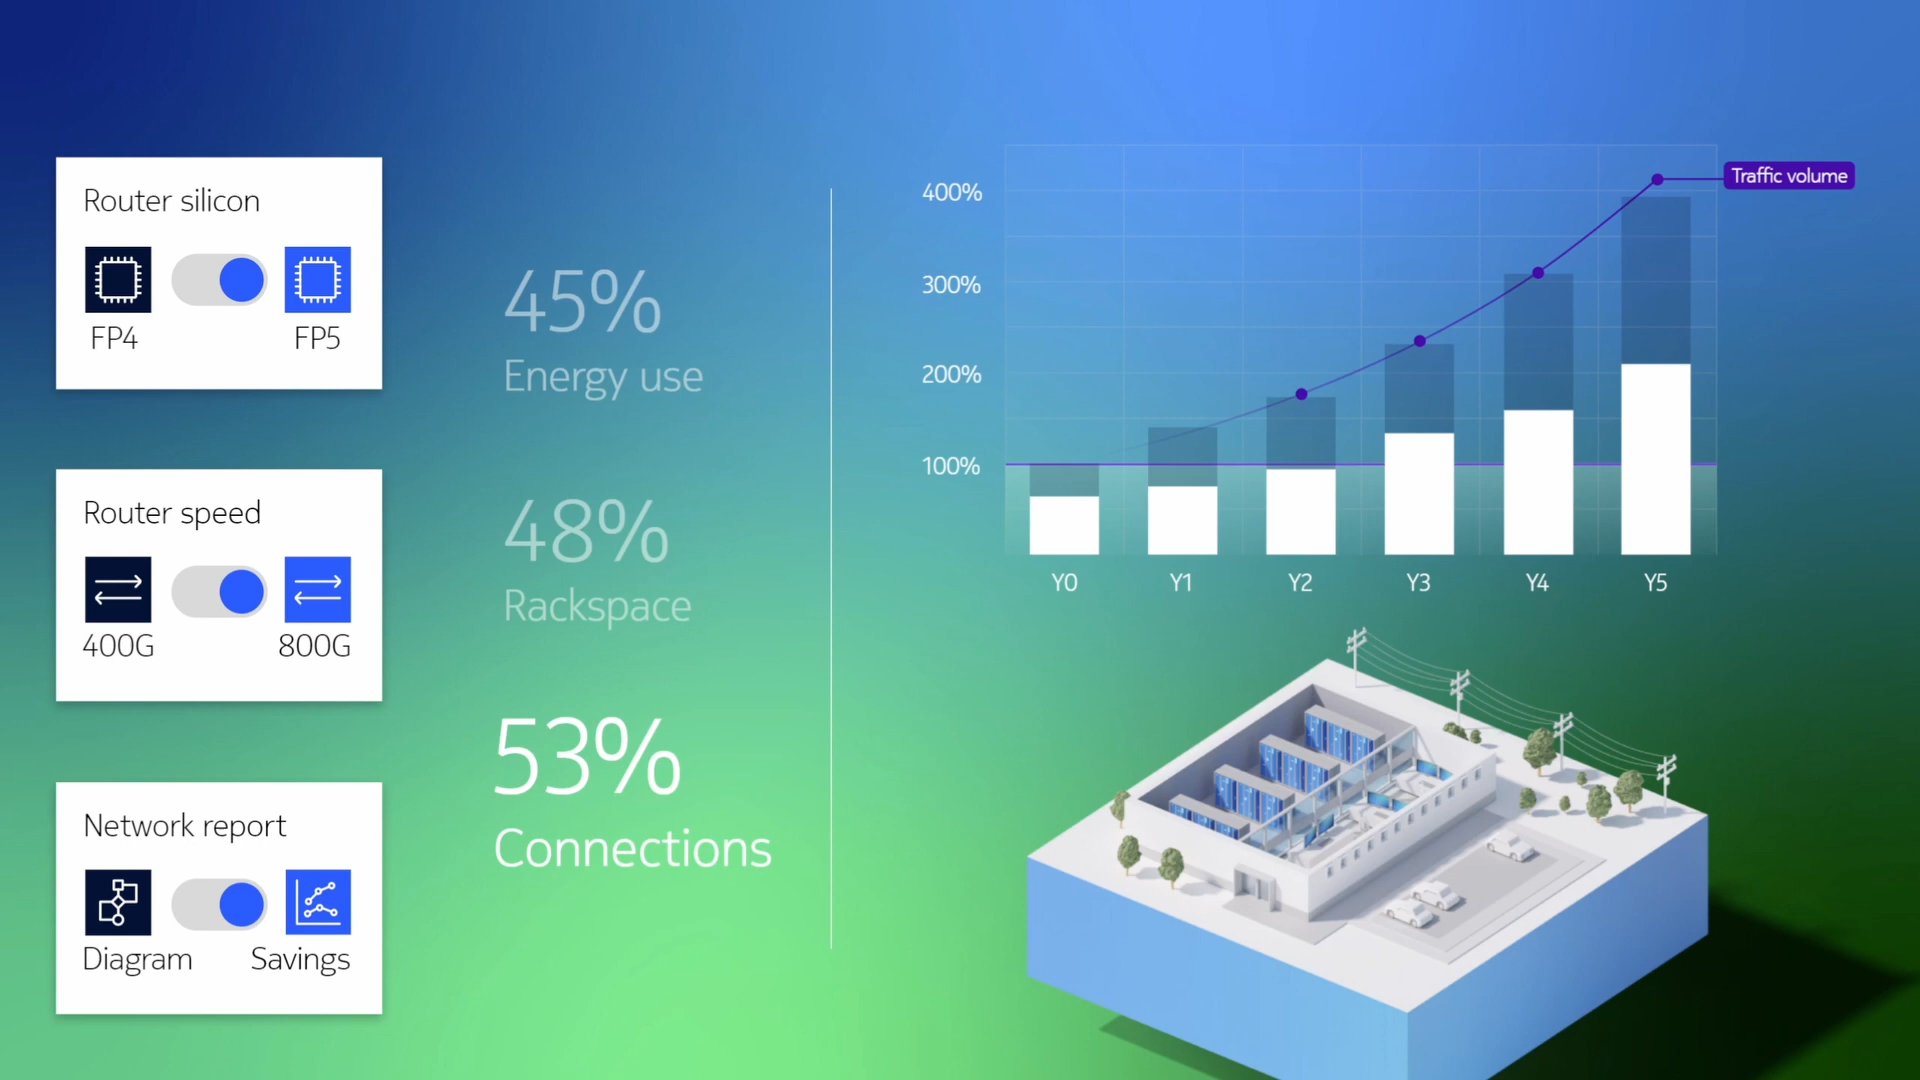 Router silicon
FP4 FP5
Router speed
400G 800G
Network report
Diagram Savings
45%
Energy use
48%
Rackspace
53%
Connections
400%
300%
200%
100%
Y0 Y1 Y2 Y3 Y4 Y5
Traffic volume